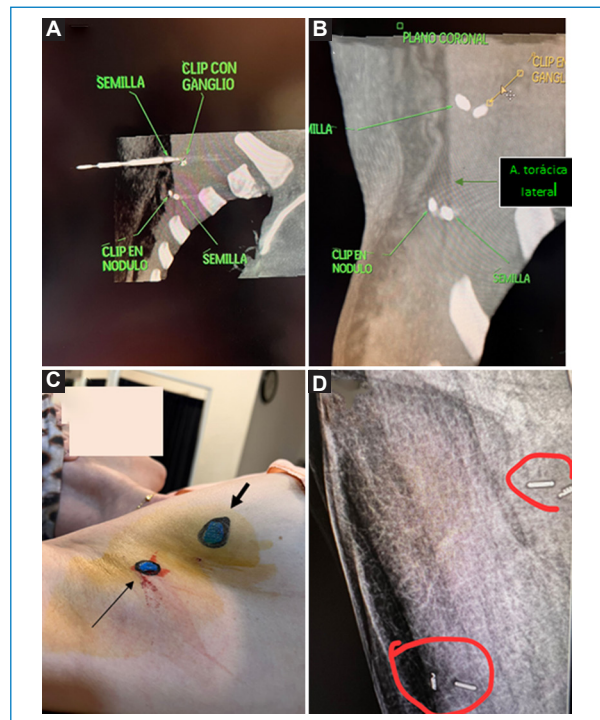 A
CLIP CON
GANGLIO
SEMILLA
CLIP EN
NODULO
SEMILLA
B
PLANO CORONAL
CLIP EN
GANGL
MILLA
A. torácica
lateral
CLIP EN
NODULO
SEMILLA
C
D